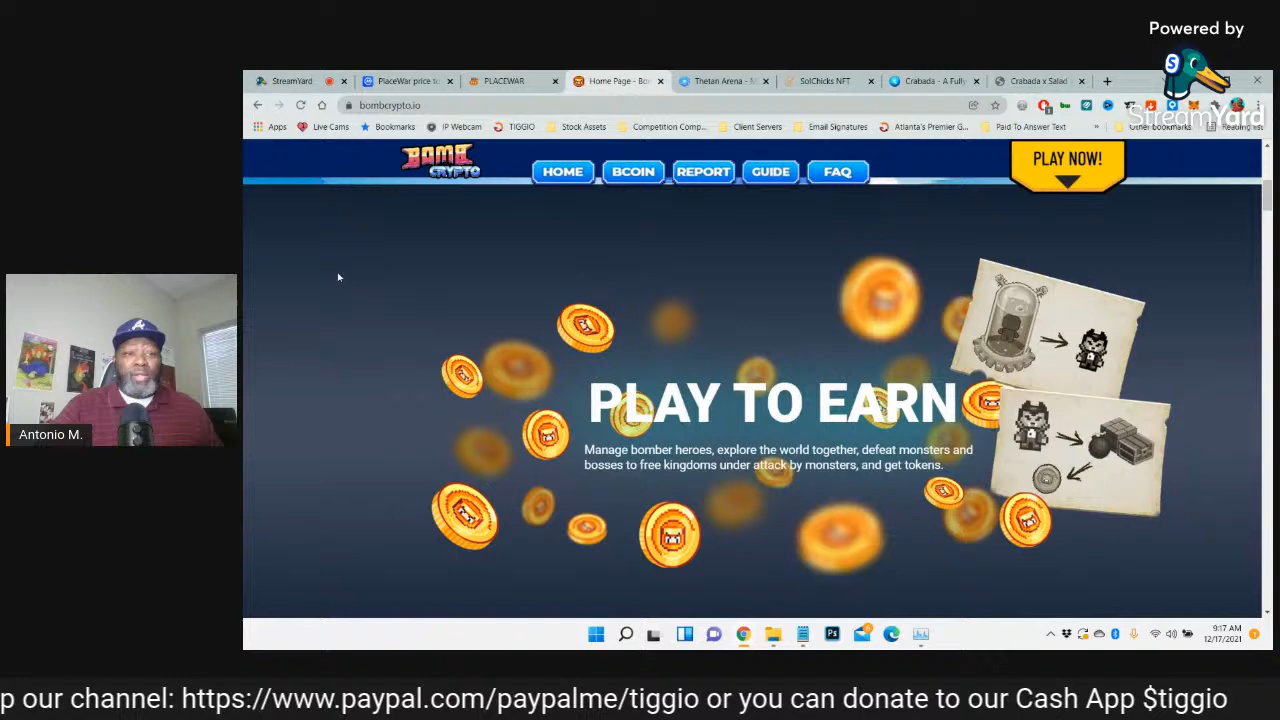 Powered by
StreamYard
StreamYard
PlaceWar price to
PLACEWAR
Home Page - Bo
Thetan Arena - M
SolChicks NFT
Crabada - A Fully
Crabada x Salad
bombcrypto.io
Apps
Live Cams
Bookmarks
IP Webcam
TIGGIO
Stock Assets
Competition Comp...
Client Servers
Email Signatures
Atlanta's Premier G...
Paid To Answer Text
»
Other bookmarks
Reading list
BOMB
CRYPTO
HOME
BCOIN
REPORT
GUIDE
FAQ
PLAY NOW!
PLAY TO EARN
Manage bomber heroes, explore the world together, defeat monsters and
bosses to free kingdoms under attack by monsters, and get tokens.
A
Antonio M.
9:17 AM
12/17/2021
p our channel: https://www.paypal.com/paypalme/tiggio or you can donate to our Cash App $tiggio